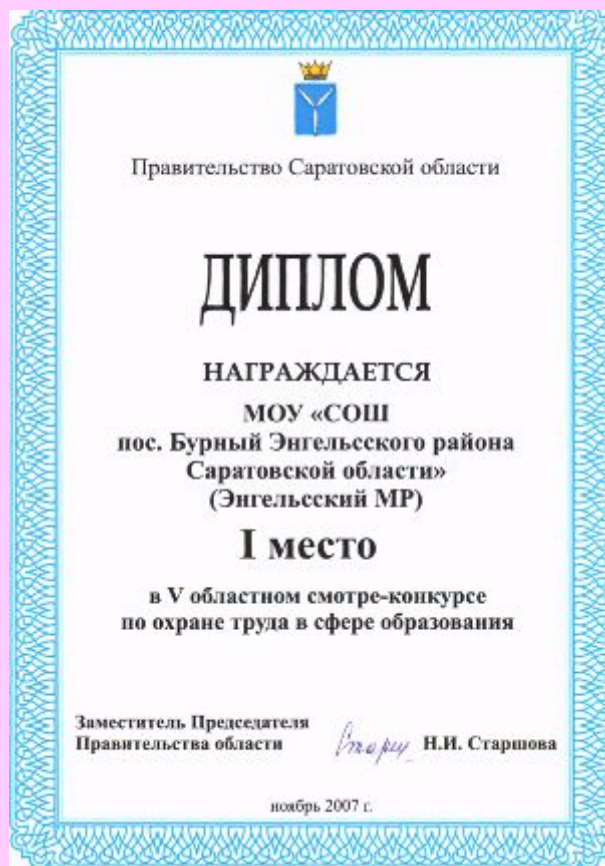 Правительство Саратовской области
ДИПЛОМ
НАГРАЖДАЕТСЯ
МОУ «СОШ
пос. Бурный Энгельсского района
Саратовской области»
(Энгельсский МР)
I место
в V областном смотре-конкурсе
по охране труда в сфере образования
Заместитель Председателя
Правительства области
Н.И. Старшова
ноябрь 2007 г.